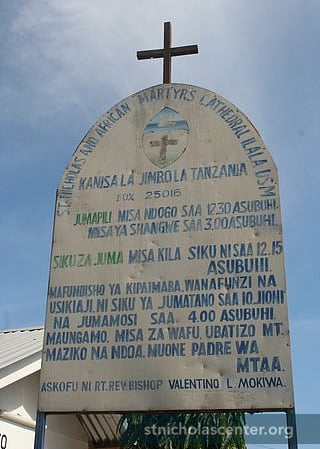 ST. NICHOLAS AND AFRICAN MARTYRS CATHEDRAL ILALA DSM
KANISA LA JIMBO LA TANZANIA
BOX 25016
JUMAPILI MISA NDOGO SAA 12.30 ASUBUHI.
MISA YA SHANGWE SAA 3.00 ASUBUHI.
SIKU ZA JUMA MISA KILA SIKU NI SAA 12.15
ASUBUHI.
MAFUNDISHO YA KIPAIMARA, WANAFUNZI NA
USIKIAJI, NI SIKU YA JUMATANO SAA 10.JIONI
NA JUMAMOSI SAA. 4.00 ASUBUHI.
MAUNGAMO, MISA ZA WAFU, UBATIZO MT.
MAZIKO NA NDOA, MUONE PADRE WA
MTAA.
ASKOFU NI RT. REV BISHOP VALENTINO L. MOKIWA.
stnicholascenter.org